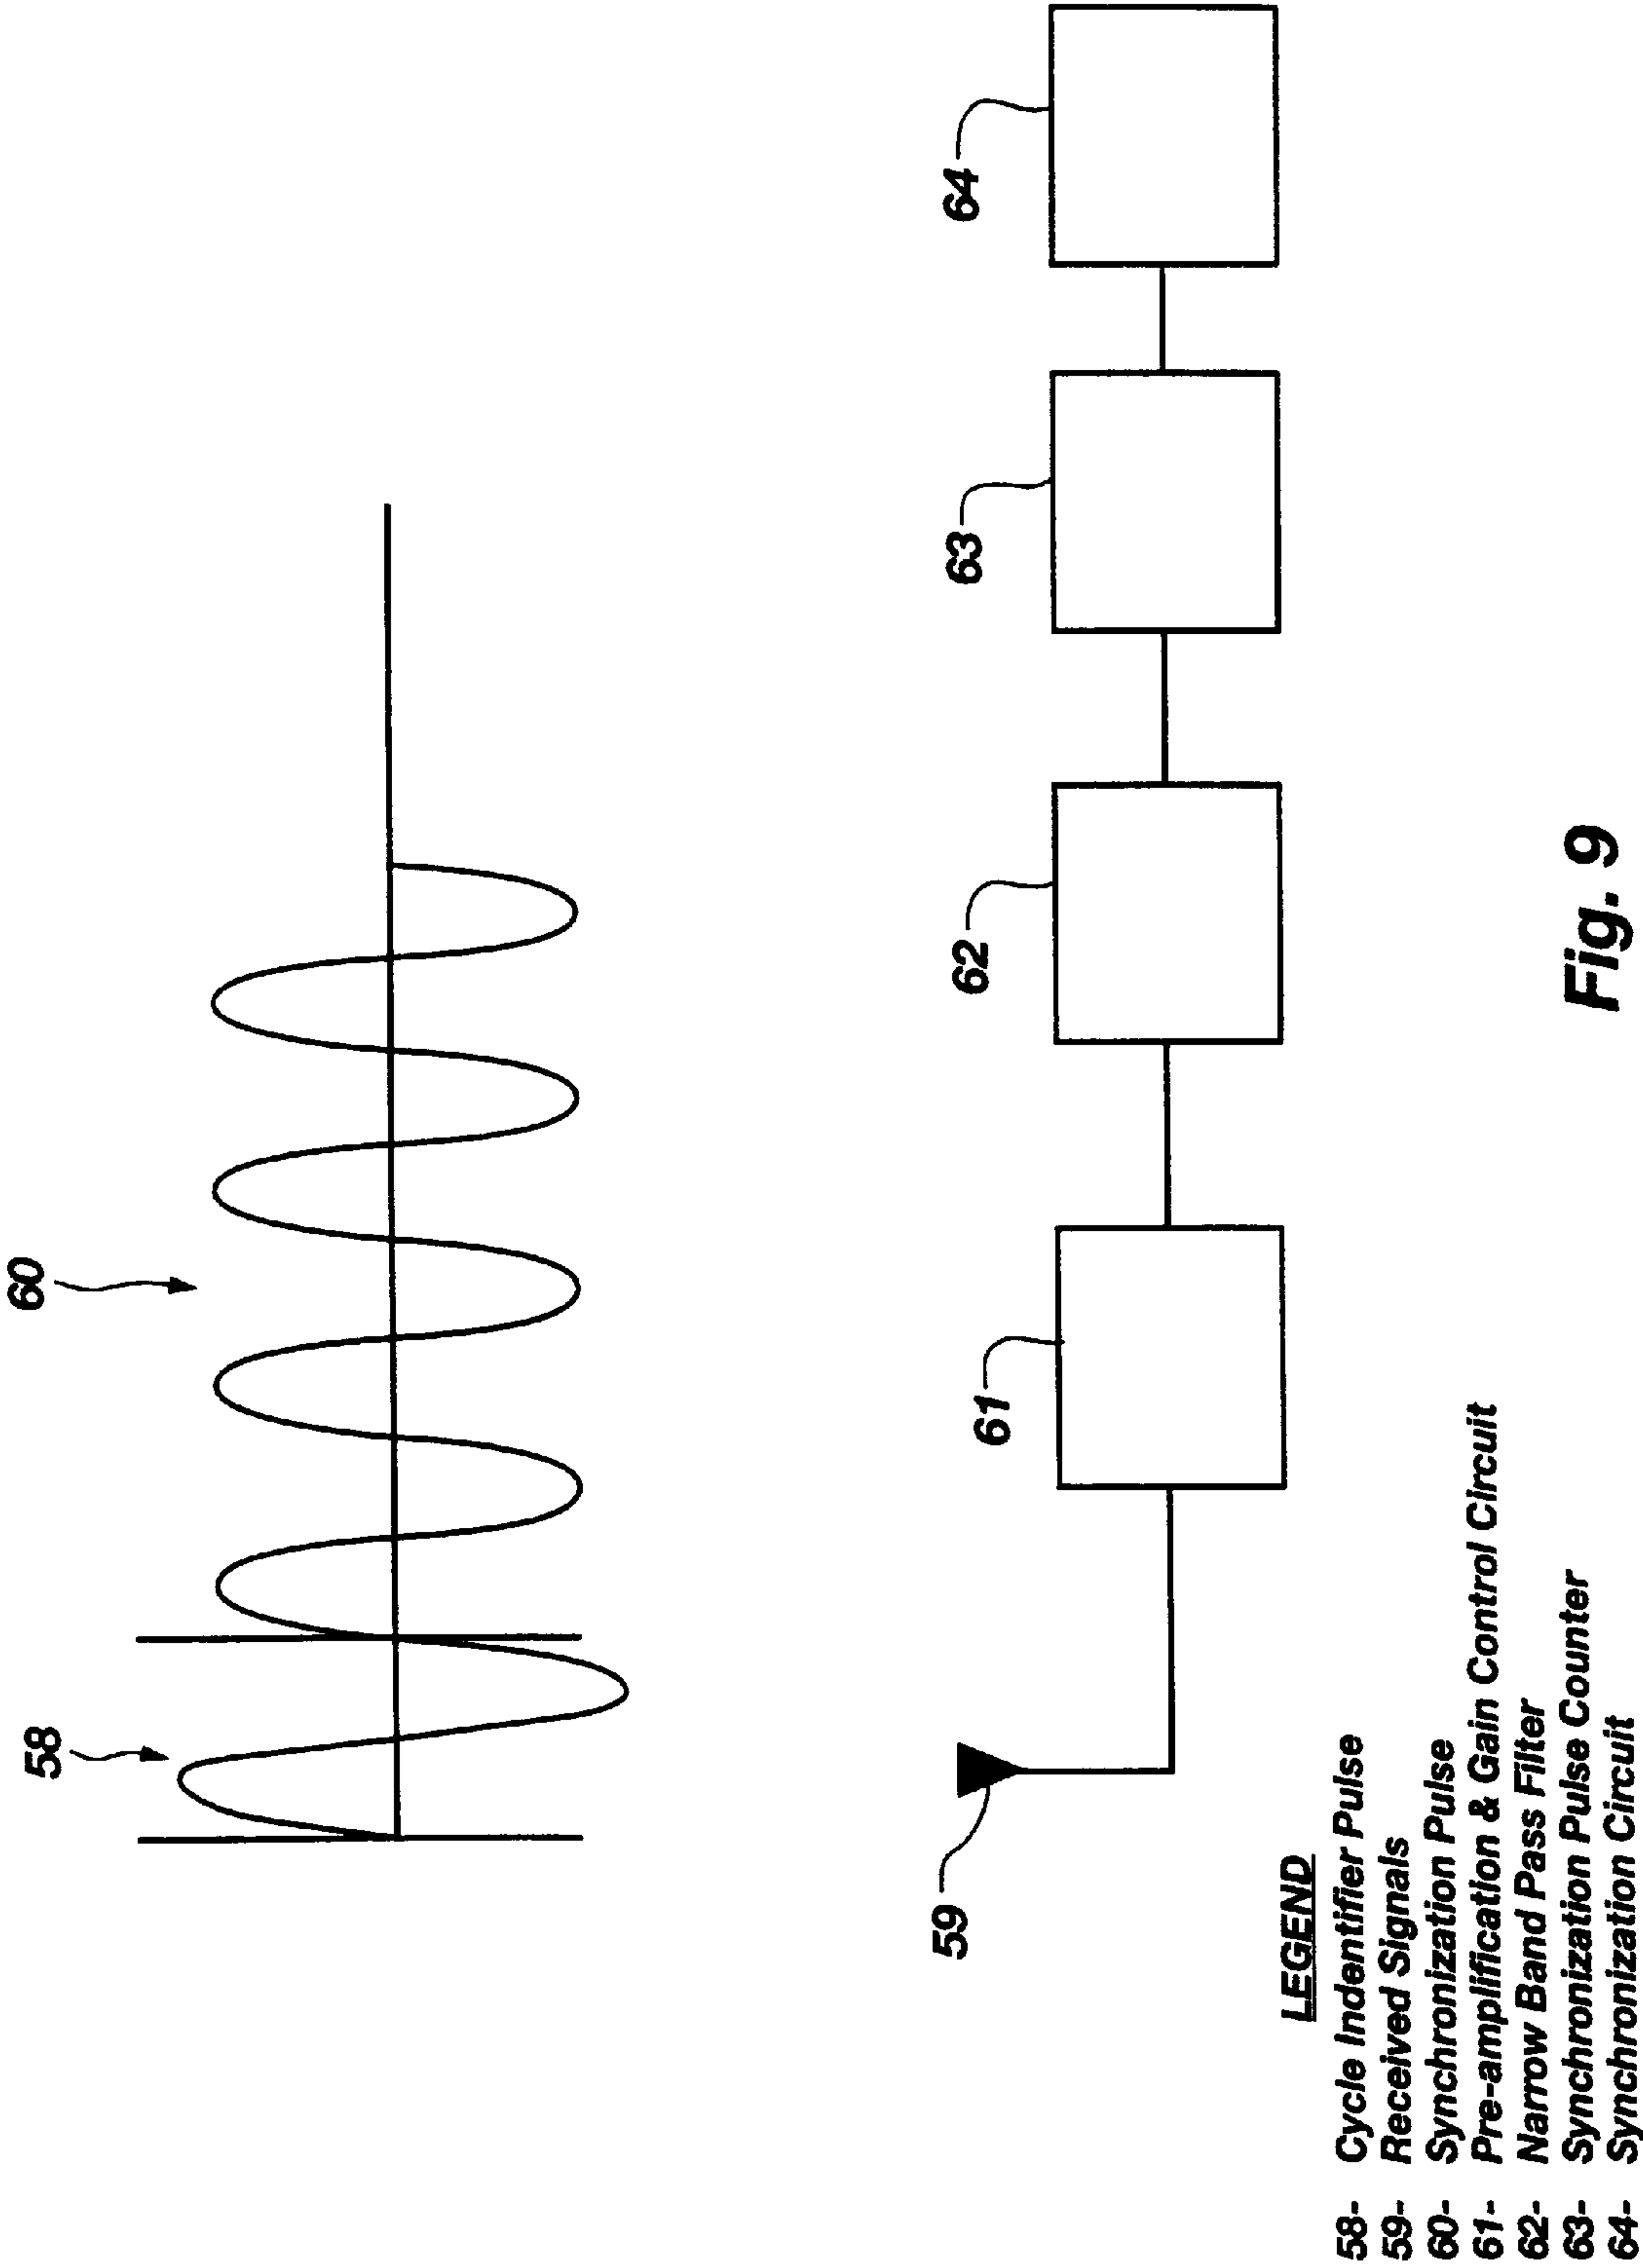 58
60
59
61
62
63
64
LEGEND
58- Cycle Indentifier Pulse
59- Received Signals
60- Synchronization Pulse
61- Pre-amplification & Gain Control Circuit
62- Narrow Band Pass Filter
63- Synchronization Pulse Counter
64- Synchronization Circuit
Fig. 9